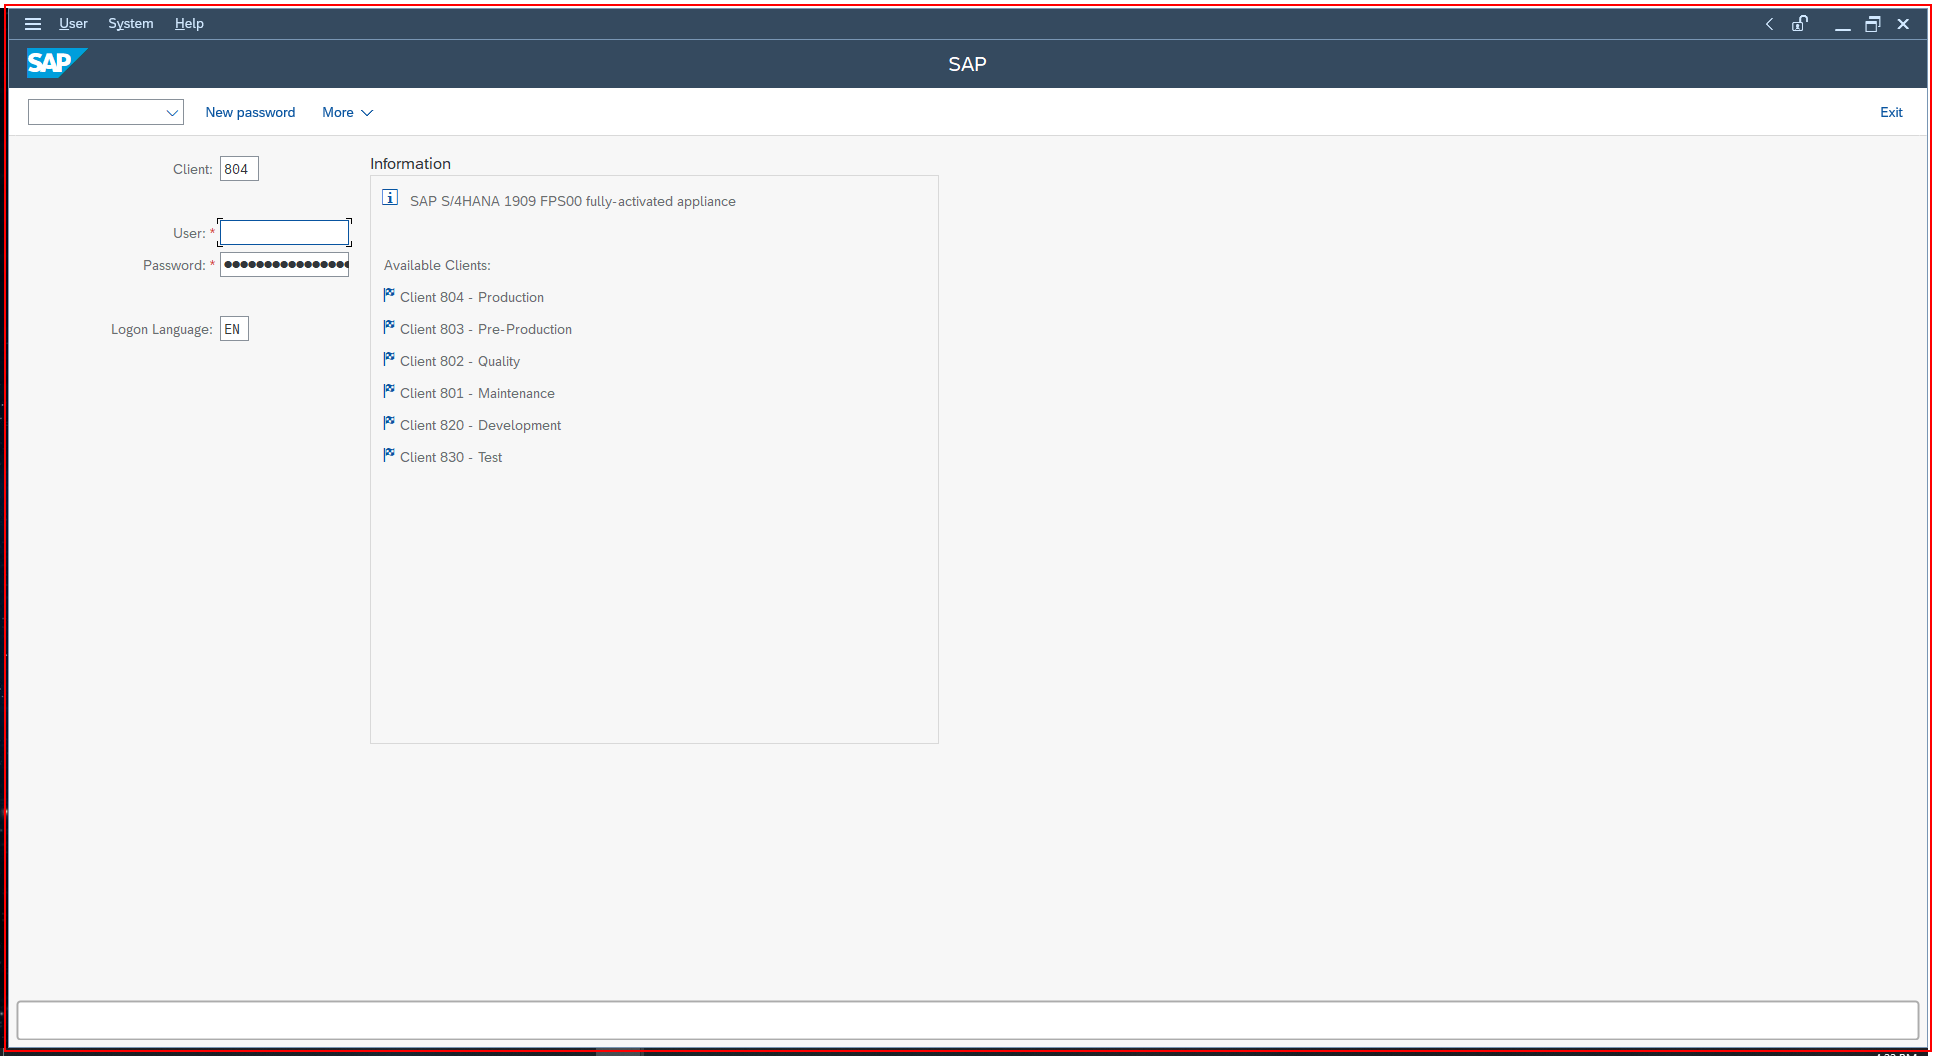 User System Help
SAP
SAP
New password More Exit
Client: 804
User: *
Password: *
Logon Language: EN
Information
SAP S/4HANA 1909 FPS00 fully-activated appliance
Available Clients:
Client 804 - Production
Client 803 - Pre-Production
Client 802 - Quality
Client 801 - Maintenance
Client 820 - Development
Client 830 - Test